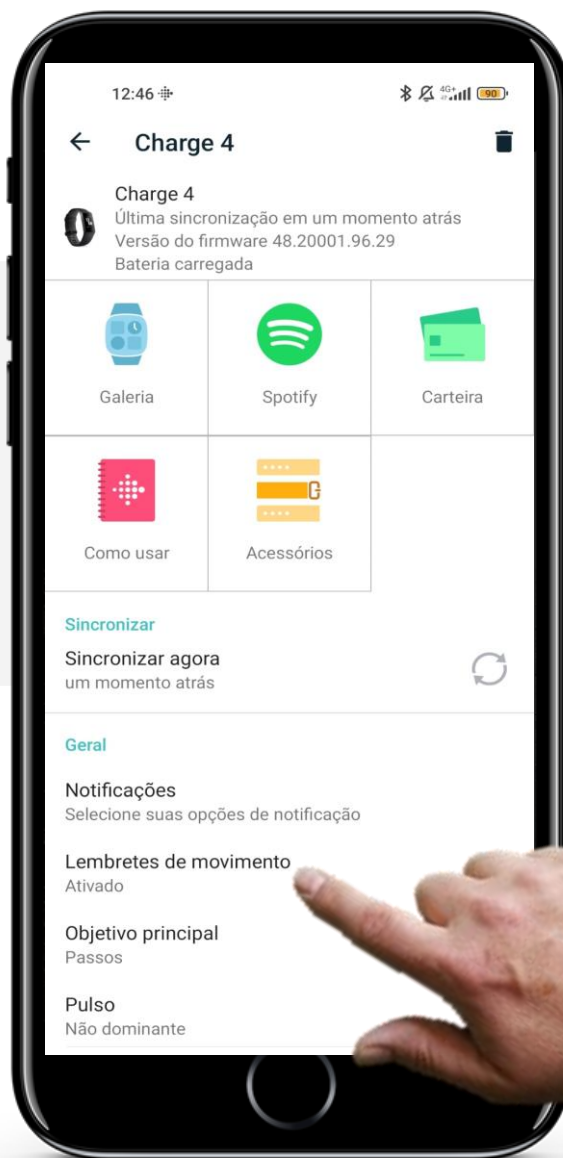 12:46
4G+
90
Charge 4
Charge 4
Última sincronização em um momento atrás
Versão do firmware 48.20001.96.29
Bateria carregada
Galeria
Spotify
Carteira
Como usar
Acessórios
Sincronizar
Sincronizar agora
um momento atrás
Geral
Notificações
Selecione suas opções de notificação
Lembretes de movimento
Ativado
Objetivo principal
Passos
Pulso
Não dominante